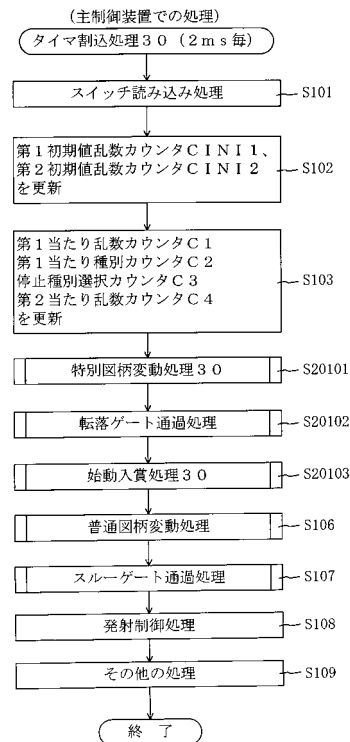 (主制御装置での処理)
タイマ割込処理30(2ms毎)
スイッチ読み込み処理
S101
第1初期値乱数カウンタCINI1、
第2初期値乱数カウンタCINI2
を更新
S102
第1当たり乱数カウンタC1
第1当たり種別カウンタC2
停止種別選択カウンタC3
第2当たり乱数カウンタC4
を更新
S103
特別図柄変動処理30
S20101
転落ゲート通過処理
S20102
始動入賞処理30
S20103
普通図柄変動処理
S106
スルーゲート通過処理
S107
発射制御処理
S108
その他の処理
S109
終 了